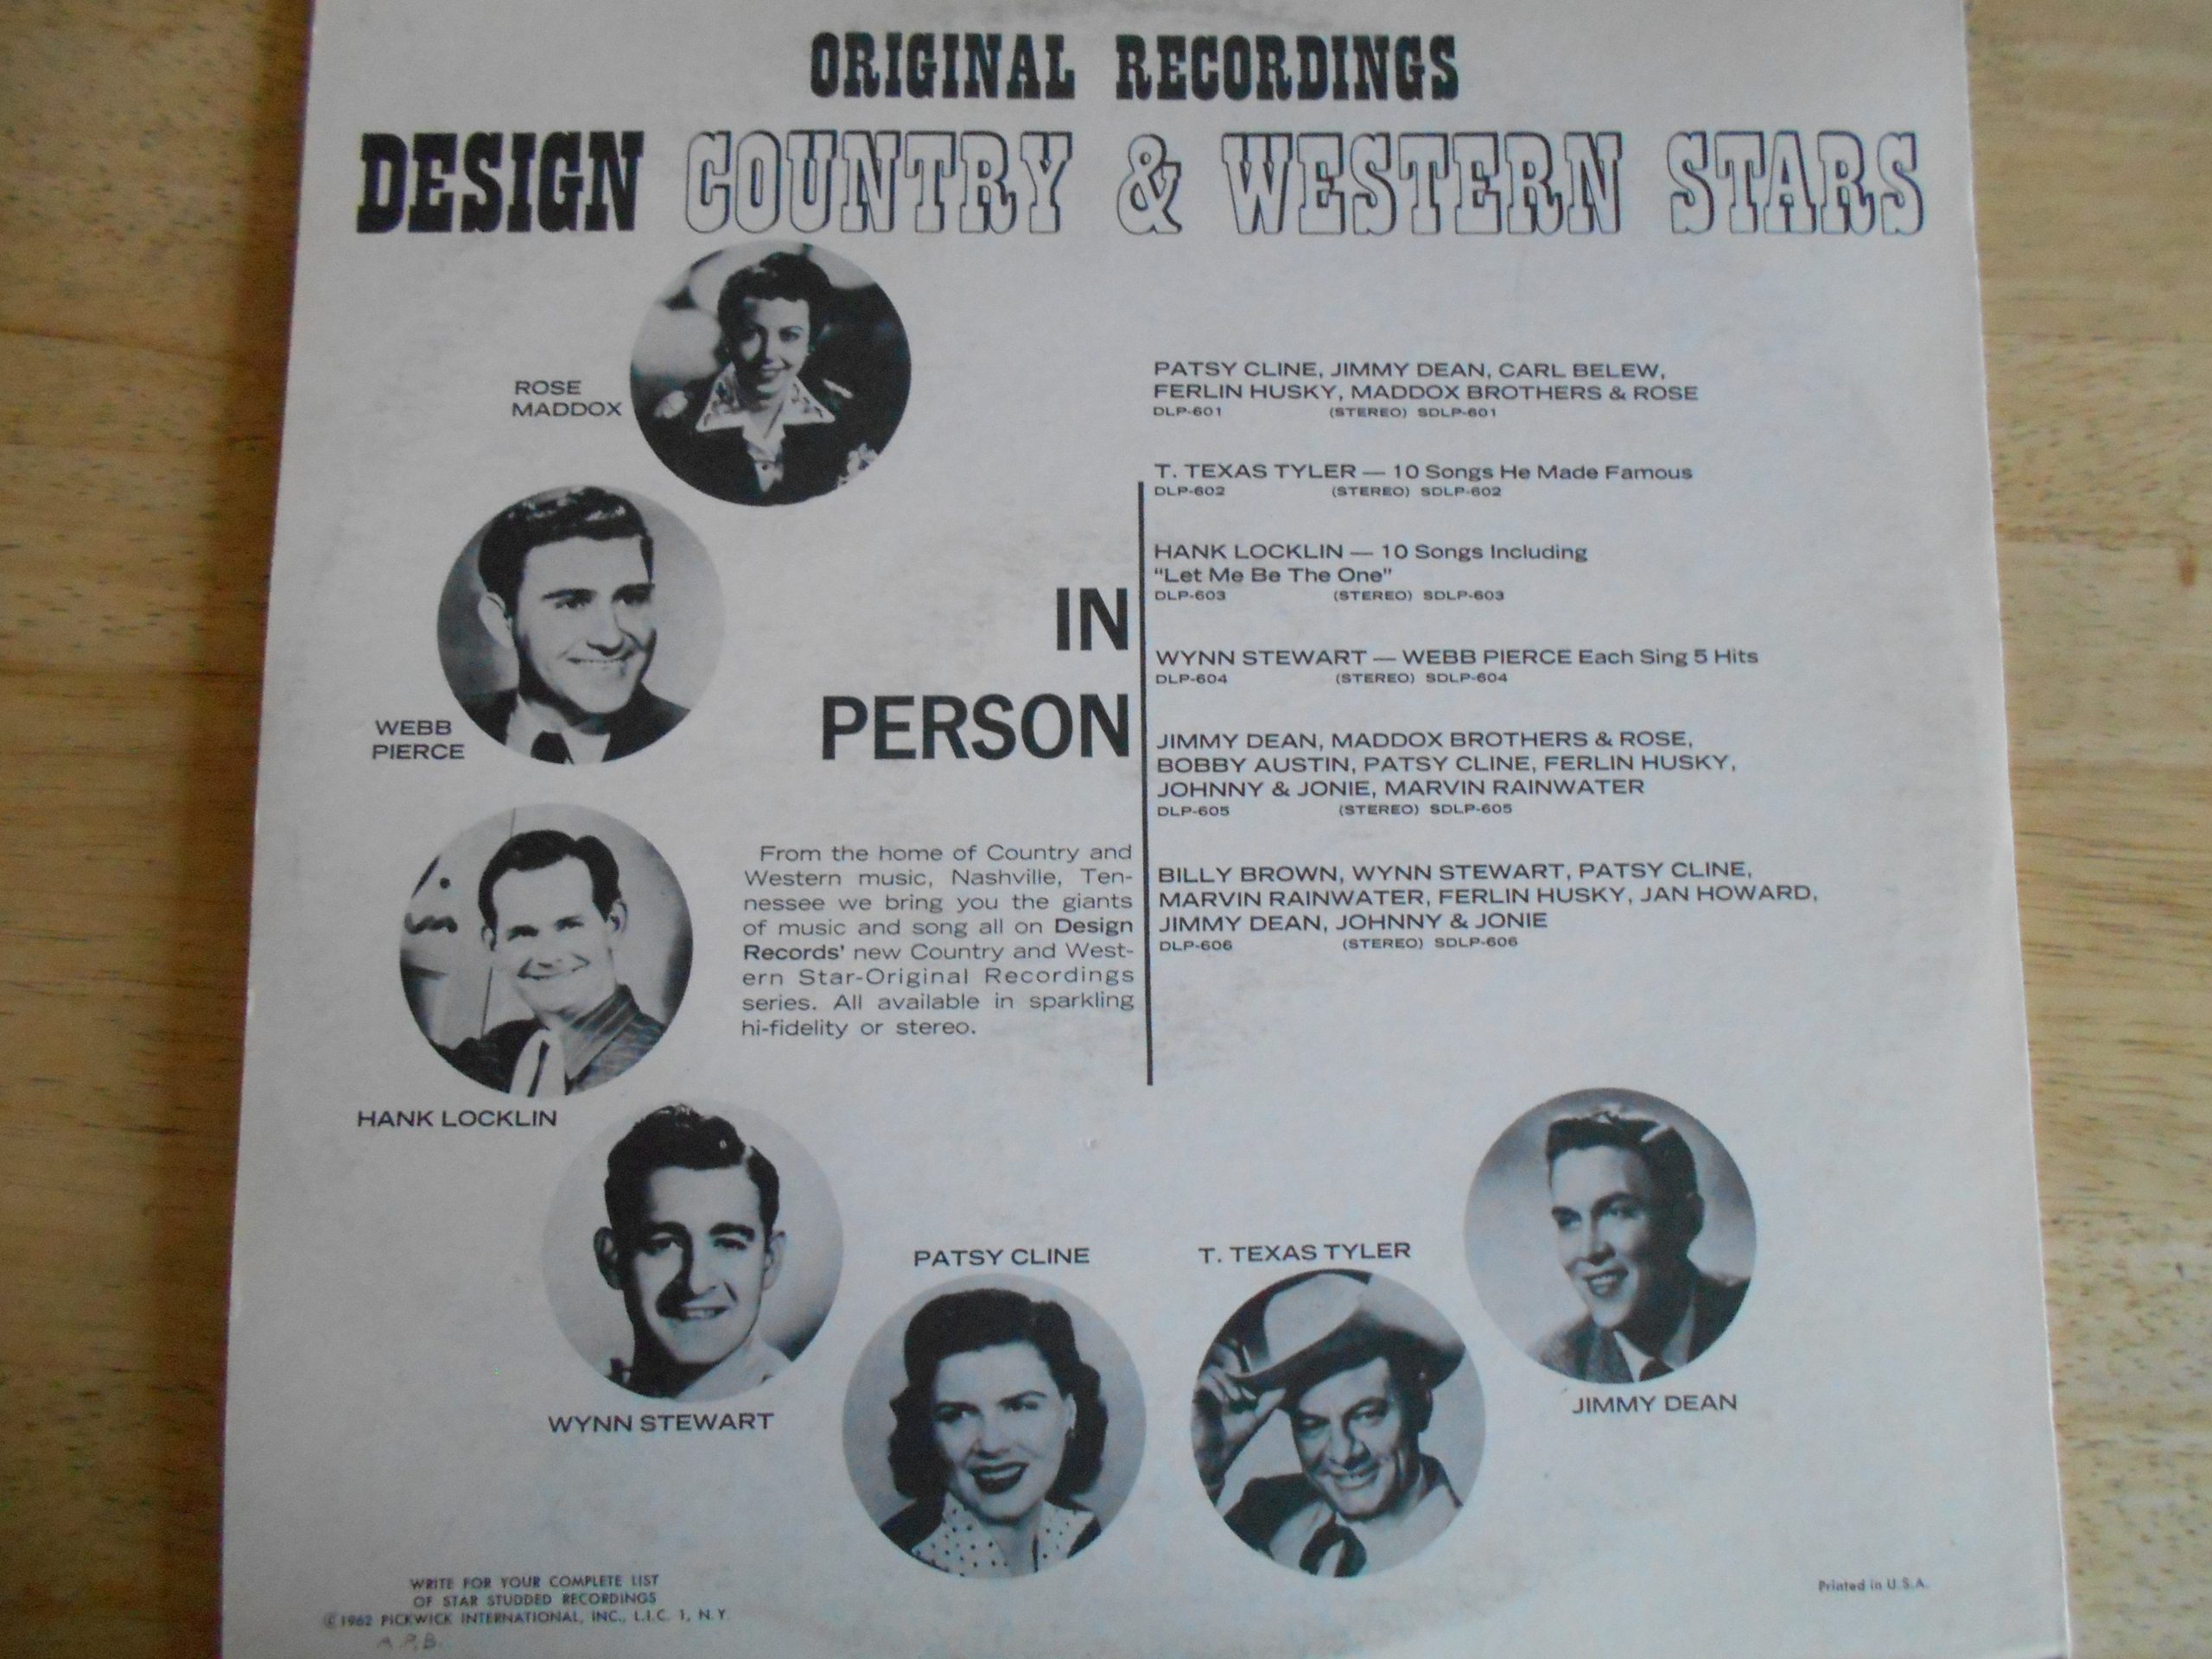 ORIGINAL RECORDINGS
DESIGN COUNTRY & WESTERN STARS
ROSE
MADDOX
WEBB
PIERCE
HANK LOCKLIN
WYNN STEWART
PATSY CLINE
T. TEXAS TYLER
JIMMY DEAN
IN
PERSON
From the home of Country and
Western music, Nashville, Ten-
nessee we bring you the giants
of music and song all on Design
Records' new Country and West-
ern Star-Original Recordings
series. All available in sparkling
hi-fidelity or stereo.
PATSY CLINE, JIMMY DEAN, CARL BELEW,
FERLIN HUSKY, MADDOX BROTHERS & ROSE
DLP-601 (STEREO) SDLP-601
T. TEXAS TYLER — 10 Songs He Made Famous
DLP-602 (STEREO) SDLP-602
HANK LOCKLIN — 10 Songs Including
"Let Me Be The One"
DLP-603 (STEREO) SDLP-603
WYNN STEWART — WEBB PIERCE Each Sing 5 Hits
DLP-604 (STEREO) SDLP-604
JIMMY DEAN, MADDOX BROTHERS & ROSE,
BOBBY AUSTIN, PATSY CLINE, FERLIN HUSKY,
JOHNNY & JONIE, MARVIN RAINWATER
DLP-605 (STEREO) SDLP-605
BILLY BROWN, WYNN STEWART, PATSY CLINE,
MARVIN RAINWATER, FERLIN HUSKY, JAN HOWARD,
JIMMY DEAN, JOHNNY & JONIE
DLP-606 (STEREO) SDLP-606
WRITE FOR YOUR COMPLETE LIST
OF STAR STUDDED RECORDINGS
©1962 PICKWICK INTERNATIONAL, INC., L.I.C. 1, N.Y.
A.P.B.
Printed in U.S.A.